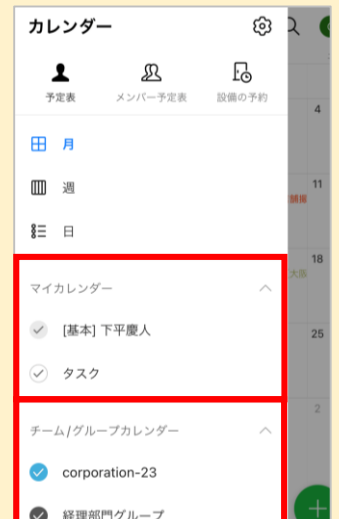 カレンダー
予定表 メンバー予定表 設備の予約
月
4
週
11
日
18
マイカレンダー
[基本] 下平慶人
25
タスク
2
チーム/グループカレンダー
corporation-23
経理部門グループ